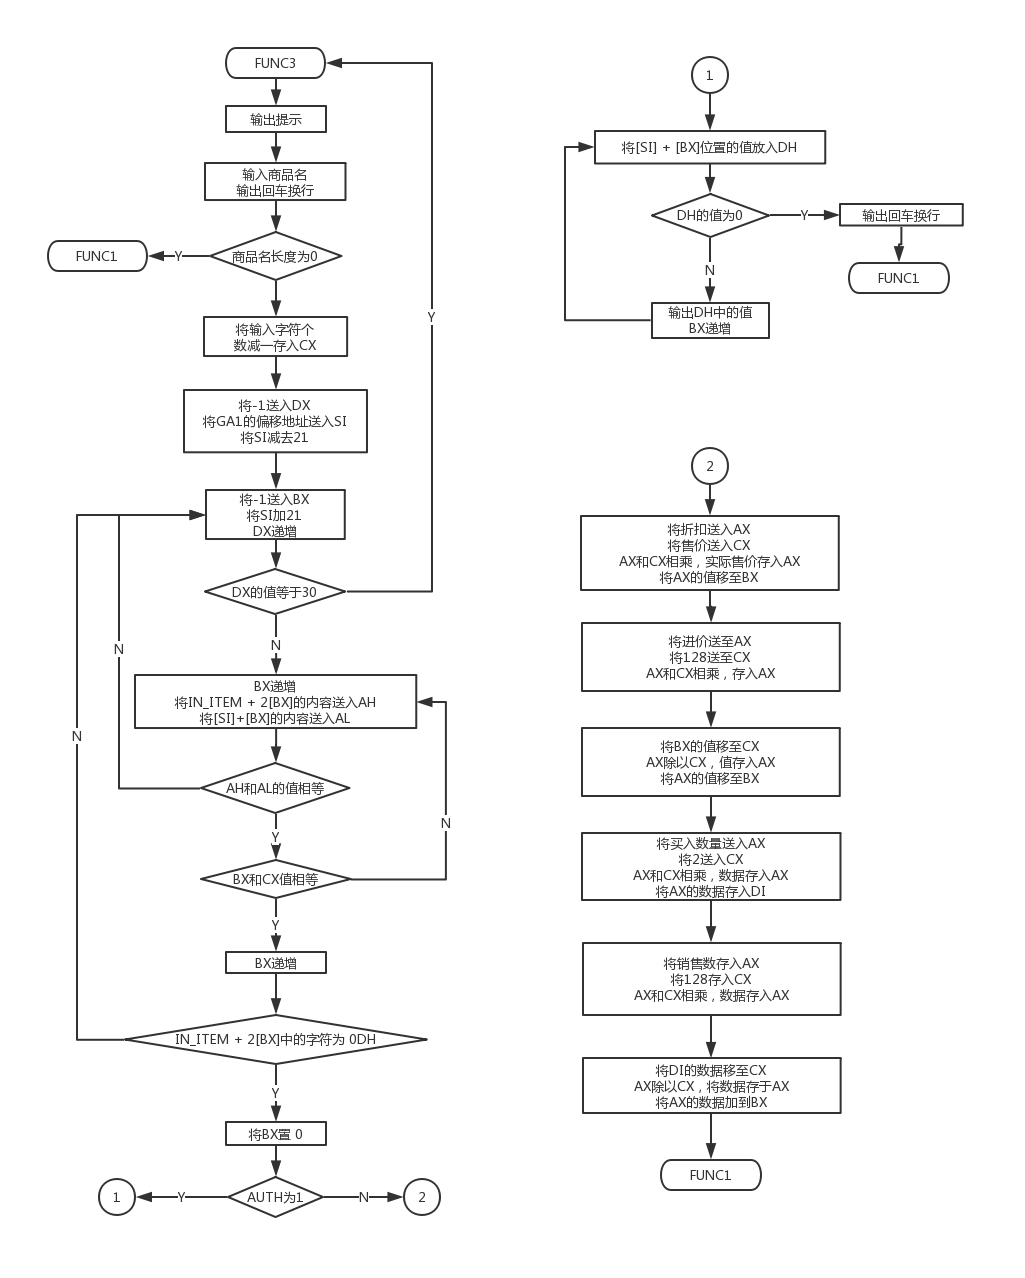 FUNC3
输出提示
输入商品名
输出回车换行
商品名长度为0
Y
FUNC1
将输入字符个
数减一存入CX
将-1送入DX
将GA1的偏移地址送入SI
将SI减去21
将-1送入BX
将SI加21
DX递增
DX的值等于30
Y
N
BX递增
将IN_ITEM + 2[BX]的内容送入AH
将[SI]+[BX]的内容送入AL
AH和AL的值相等
N
Y
BX和CX值相等
N
Y
BX递增
IN_ITEM + 2[BX]中的字符为 0DH
N
Y
将BX置 0
AUTH为1
Y
1
N
2
1
将[SI] + [BX]位置的值放入DH
DH的值为0
Y
输出回车换行
FUNC1
N
输出DH中的值
BX递增
2
将折扣送入AX
将售价送入CX
AX和CX相乘，实际售价存入AX
将AX的值移至BX
将进价送至AX
将128送至CX
AX和CX相乘，存入AX
将BX的值移至CX
AX除以CX，值存入AX
将AX的值移至BX
将买入数量送入AX
将2送入CX
AX和CX相乘，数据存入AX
将AX的数据存入DI
将销售数存入AX
将128存入CX
AX和CX相乘，数据存入AX
将DI的数据移至CX
AX除以CX，将数据存于AX
将AX的数据加到BX
FUNC1